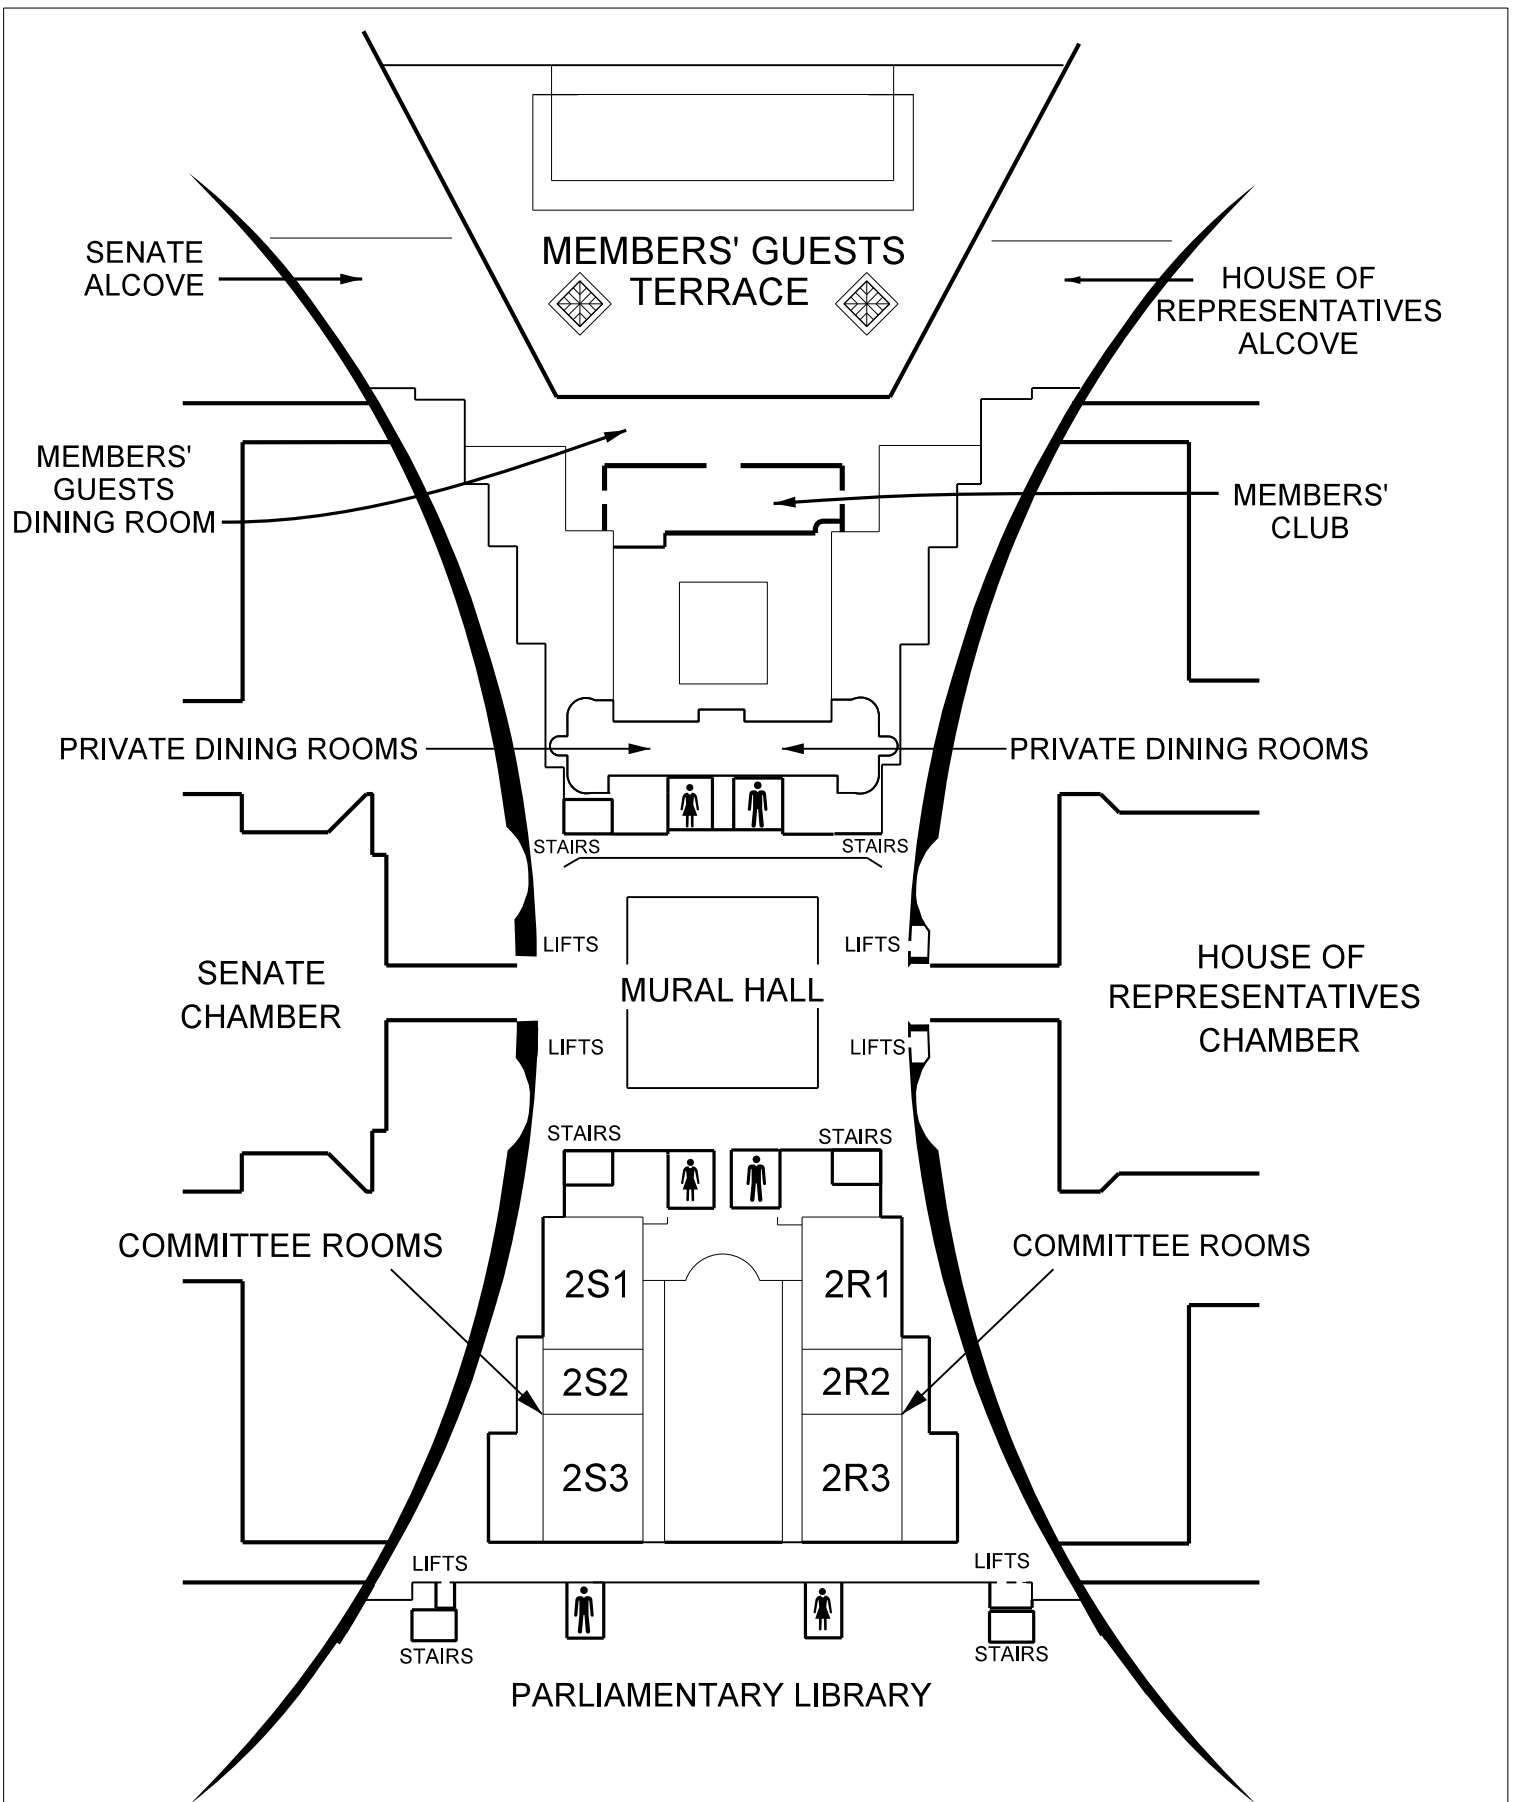 MEMBERS' GUESTS
TERRACE
SENATE
ALCOVE
HOUSE OF
REPRESENTATIVES
ALCOVE
MEMBERS'
GUESTS
DINING ROOM
MEMBERS'
CLUB
PRIVATE DINING ROOMS
PRIVATE DINING ROOMS
STAIRS
STAIRS
LIFTS
LIFTS
SENATE
CHAMBER
MURAL HALL
HOUSE OF
REPRESENTATIVES
CHAMBER
LIFTS
LIFTS
STAIRS
STAIRS
COMMITTEE ROOMS
COMMITTEE ROOMS
2S1
2R1
2S2
2R2
2S3
2R3
LIFTS
LIFTS
STAIRS
STAIRS
PARLIAMENTARY LIBRARY